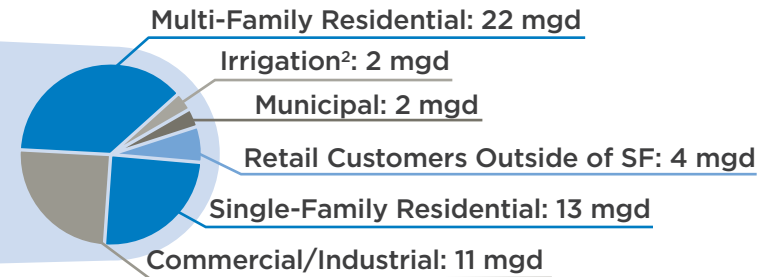 Multi-Family Residential: 22 mgd
Irrigation²: 2 mgd
Municipal: 2 mgd
Retail Customers Outside of SF: 4 mgd
Single-Family Residential: 13 mgd
Commercial/Industrial: 11 mgd